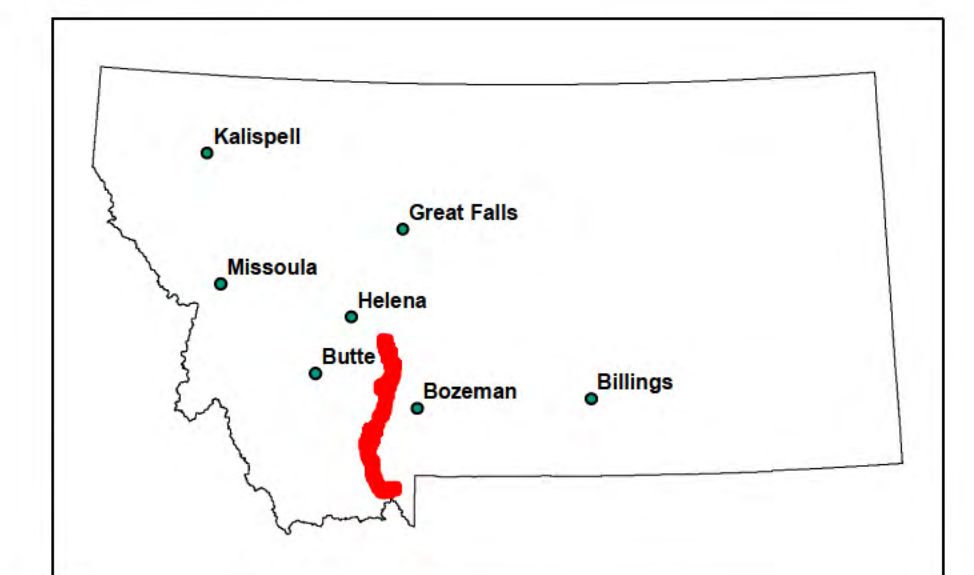 Kalispell
Great Falls
Missoula
Helena
Butte
Bozeman
Billings